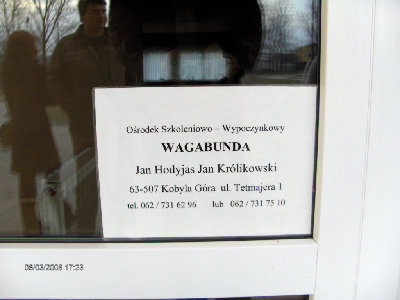 Ośrodek Szkoleniowo – Wypoczynkowy
WAGABUNDA
Jan Hodyjas Jan Królikowski
63-507 Kobyla Góra ul. Tetmajera 1
tel. 062 / 731 62 96 lub 062 / 731 75 10
08/03/2008 17:23